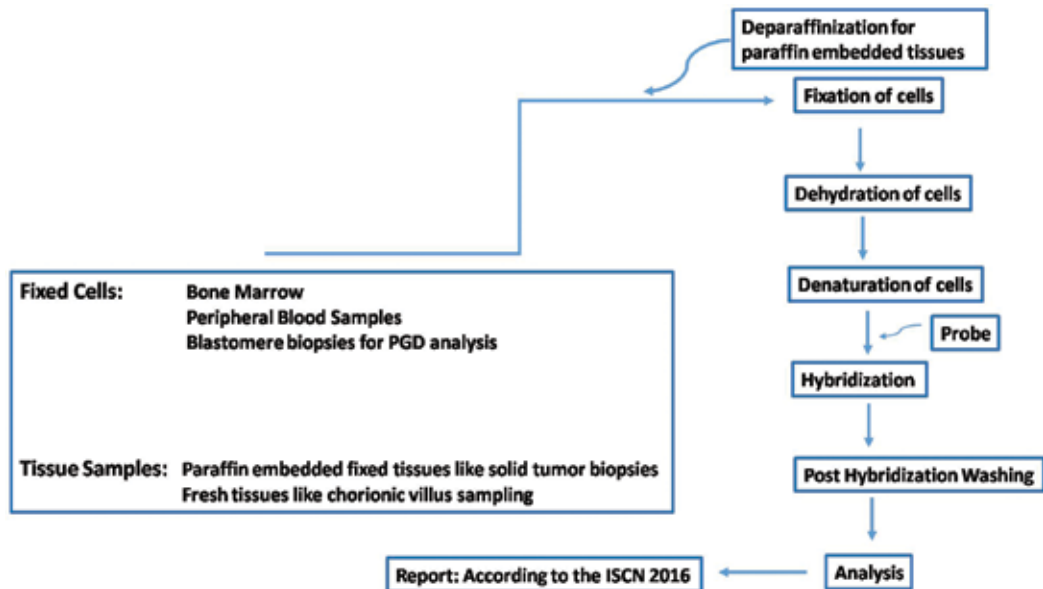 Deparaffinization for
paraffin embedded tissues
Fixation of cells
Dehydration of cells
Denaturation of cells
Probe
Hybridization
Post Hybridization Washing
Analysis
Report: According to the ISCN 2016
Fixed Cells: Bone Marrow
Peripheral Blood Samples
Blastomere biopsies for PGD analysis
Tissue Samples: Paraffin embedded fixed tissues like solid tumor biopsies
Fresh tissues like chorionic villus sampling